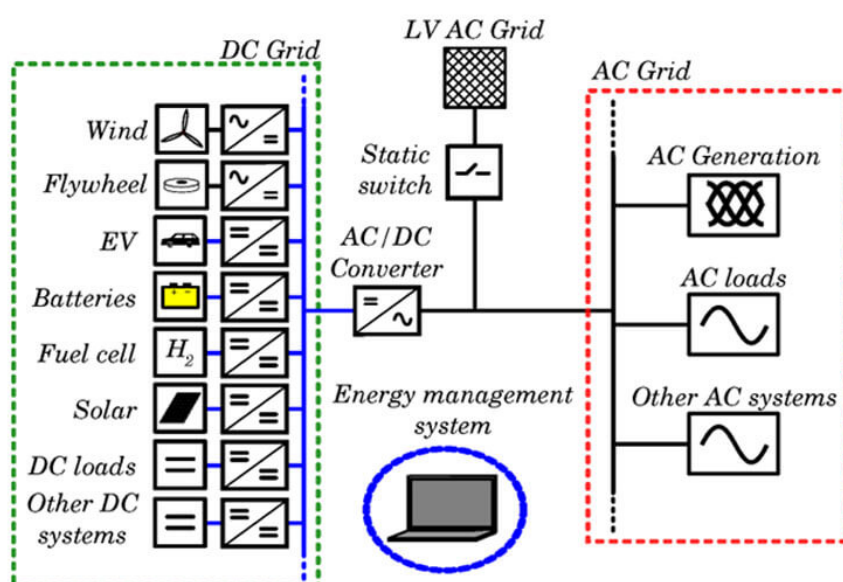 DC Grid
LV AC Grid
AC Grid
Wind
Flywheel
EV
Batteries
Fuel cell
H2
Solar
DC loads
Other DC
systems
Static
switch
AC/DC
Converter
Energy management
system
AC Generation
AC loads
Other AC systems